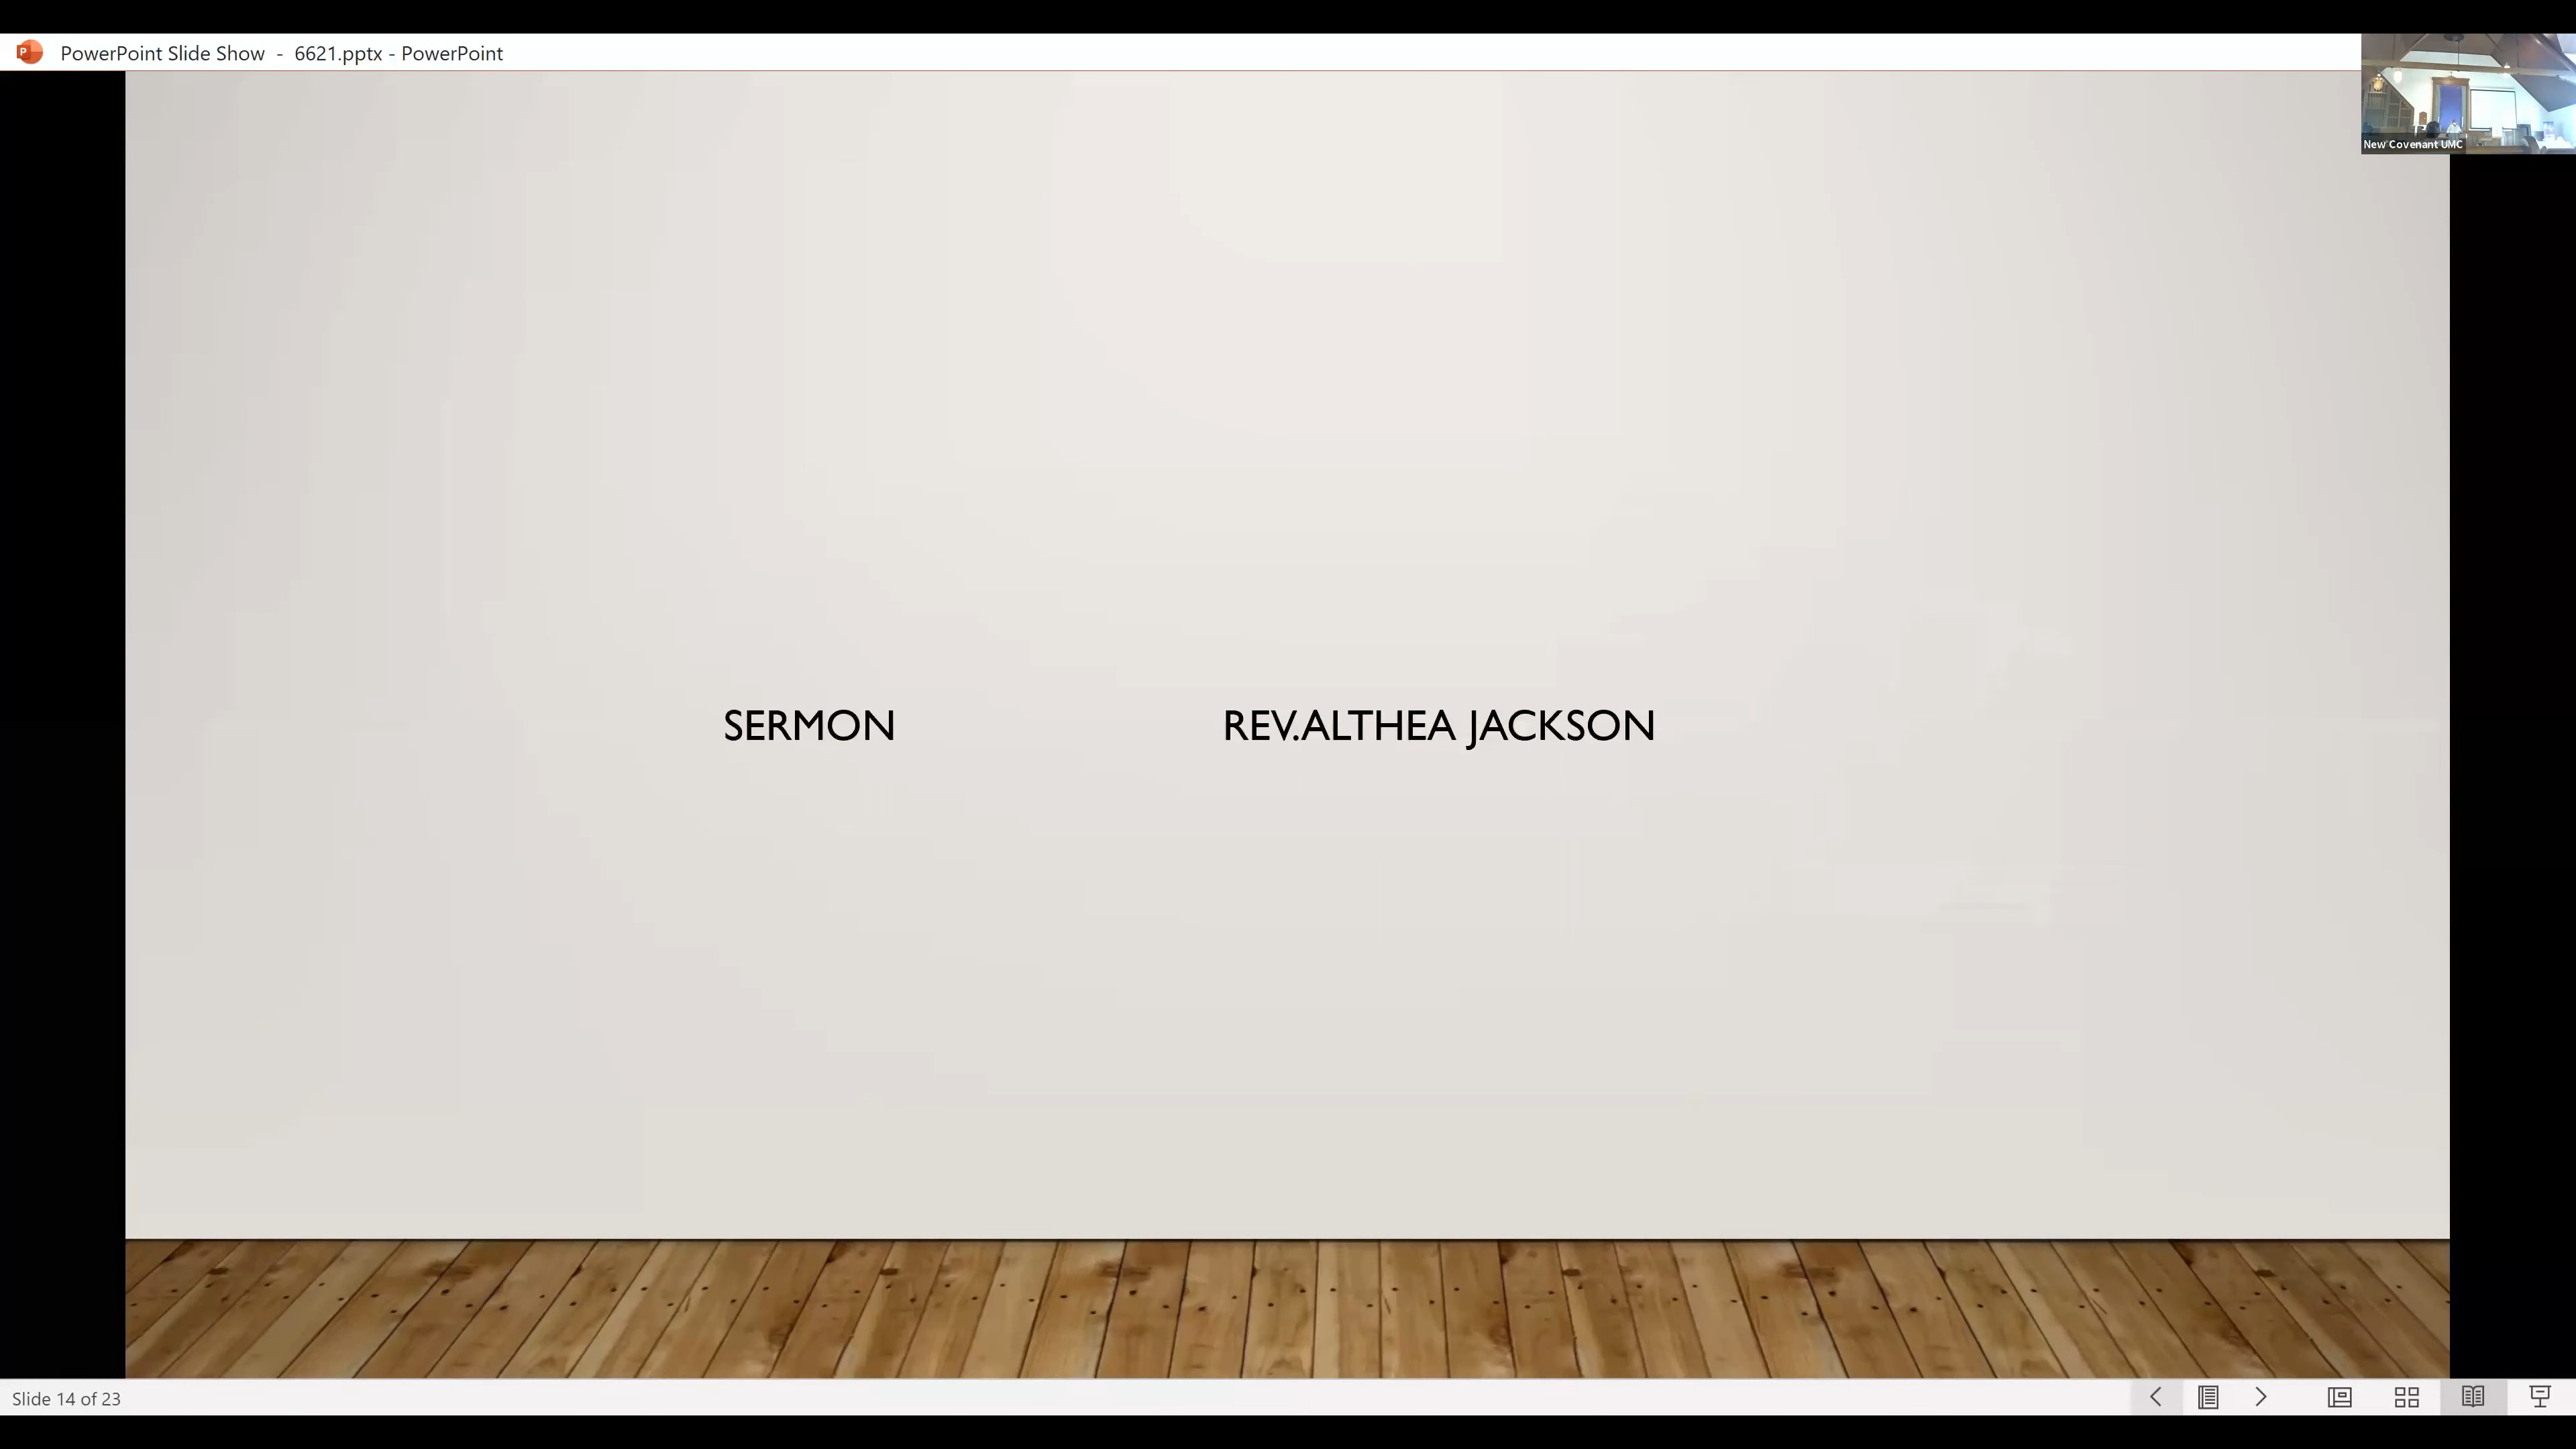 PowerPoint Slide Show - 6621.pptx - PowerPoint
New Covenant UMC
SERMON REV.ALTHEA JACKSON
Slide 14 of 23